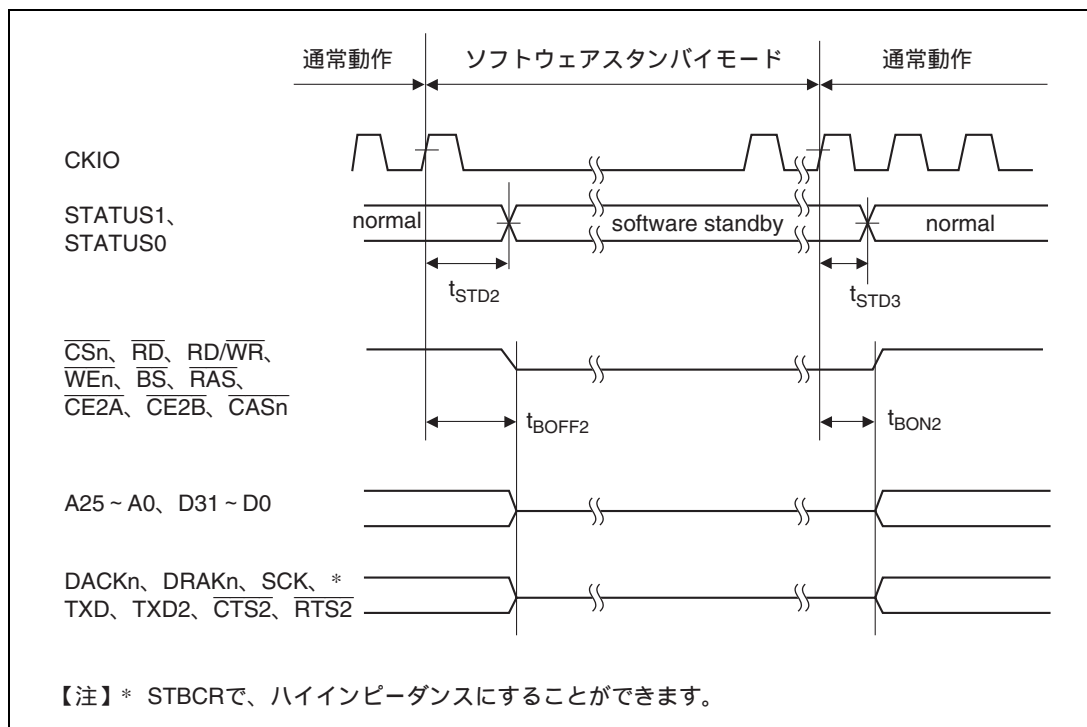 通常動作 ソフトウェアスタンバイモード 通常動作
CKIO
STATUS1、
STATUS0
normal software standby normal
tSTD2 tSTD3
CSn、RD、RD/WR、
WEn、BS、RAS、
CE2A、CE2B、CASn
tBOFF2 tBON2
A25~A0、D31~D0
DACKn、DRAKn、SCK、*
TXD、TXD2、CTS2、RTS2
【注】* STBCRで、ハイインピーダンスにすることができます。